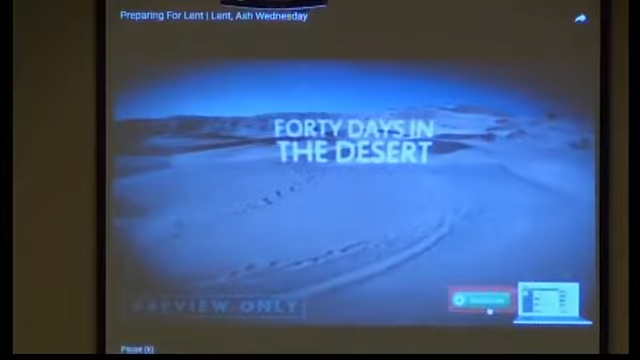 Preparing For Lent | Lent, Ash Wednesday
FORTY DAYS IN
THE DESERT
PREVIEW ONLY
Pause (k)